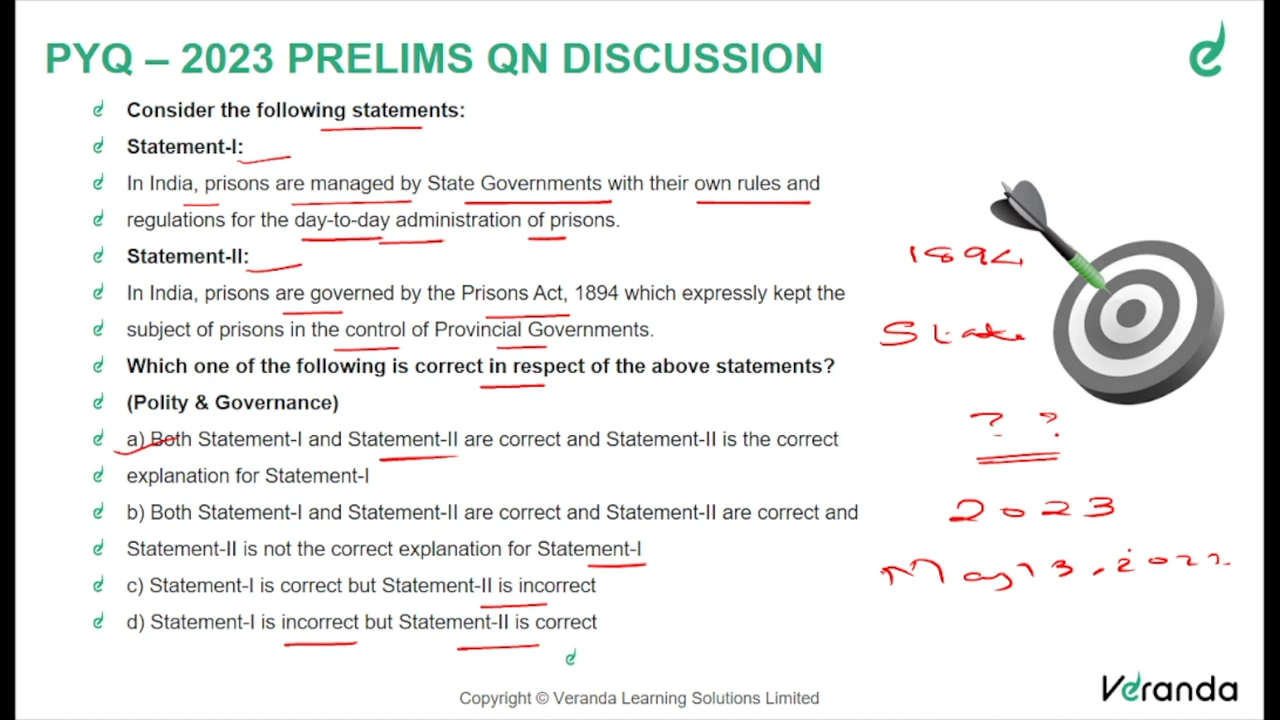 PYQ – 2023 PRELIMS QN DISCUSSION
Consider the following statements:
Statement-I:
In India, prisons are managed by State Governments with their own rules and
regulations for the day-to-day administration of prisons.
Statement-II:
In India, prisons are governed by the Prisons Act, 1894 which expressly kept the
subject of prisons in the control of Provincial Governments.
Which one of the following is correct in respect of the above statements?
(Polity & Governance)
a) Both Statement-I and Statement-II are correct and Statement-II is the correct
explanation for Statement-I
b) Both Statement-I and Statement-II are correct and Statement-II are correct and
Statement-II is not the correct explanation for Statement-I
c) Statement-I is correct but Statement-II is incorrect
d) Statement-I is incorrect but Statement-II is correct
1894
State
? ?
2023
May 13, 2022
Copyright © Veranda Learning Solutions Limited
Veranda